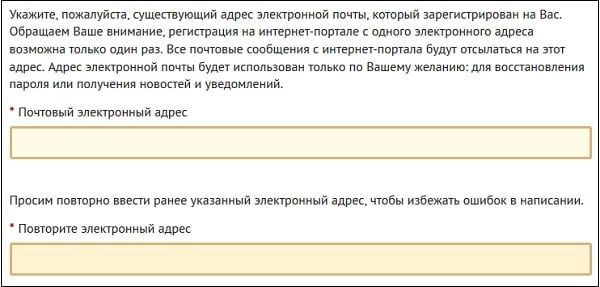 Укажите, пожалуйста, существующий адрес электронной почты, который зарегистрирован на Вас.
Обращаем Ваше внимание, регистрация на интернет-портале с одного электронного адреса
возможна только один раз. Все почтовые сообщения с интернет-портала будут отсылаться на этот
адрес. Адрес электронной почты будет использован только по Вашему желанию: для восстановления
пароля или получения новостей и уведомлений.
* Почтовый электронный адрес
Просим повторно ввести ранее указанный электронный адрес, чтобы избежать ошибок в написании.
* Повторите электронный адрес